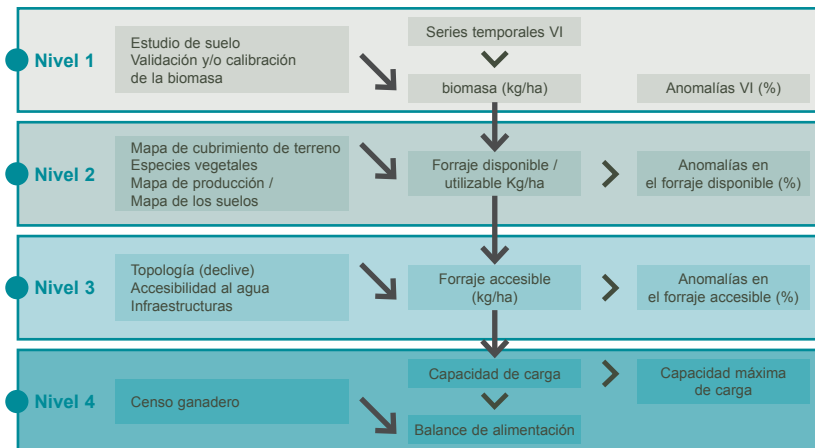 Nivel 1
Estudio de suelo
Validación y/o calibración
de la biomasa
Series temporales VI
biomasa (kg/ha)
Anomalías VI (%)
Nivel 2
Mapa de cubrimiento de terreno
Especies vegetales
Mapa de producción /
Mapa de los suelos
Forraje disponible /
utilizable Kg/ha
Anomalías en
el forraje disponible (%)
Nivel 3
Topología (declive)
Accesibilidad al agua
Infraestructuras
Forraje accesible
(kg/ha)
Anomalías en
el forraje accesible (%)
Nivel 4
Censo ganadero
Capacidad de carga
Balance de alimentación
Capacidad máxima
de carga